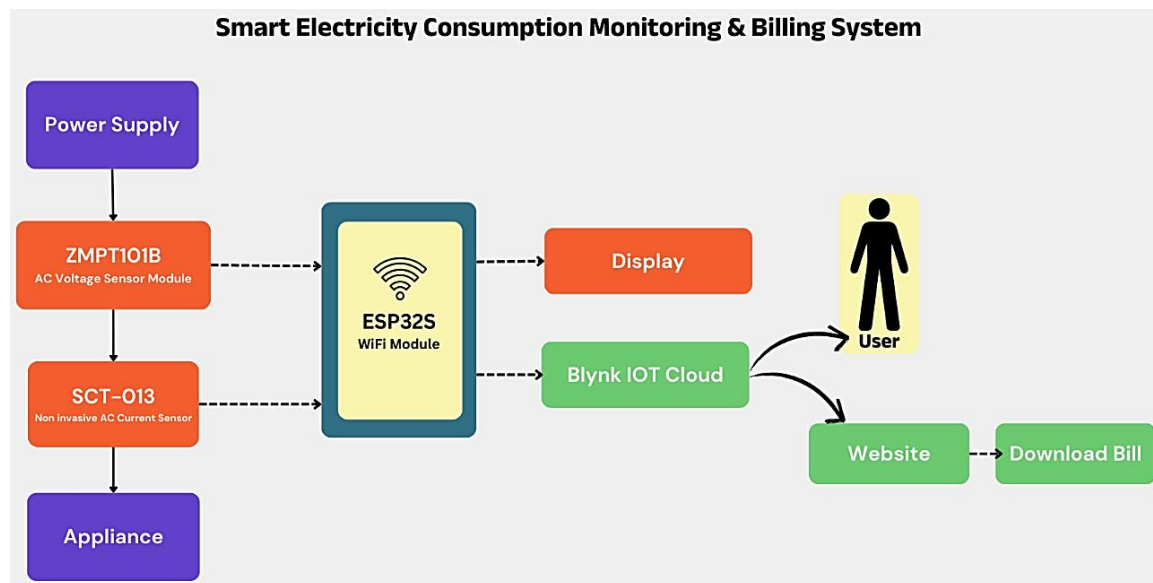 Smart Electricity Consumption Monitoring & Billing System
Power Supply
ZMPT101B
AC Voltage Sensor Module
SCT-013
Non invasive AC Current Sensor
Appliance
ESP32S
WiFi Module
Display
Blynk IOT Cloud
User
Website
Download Bill